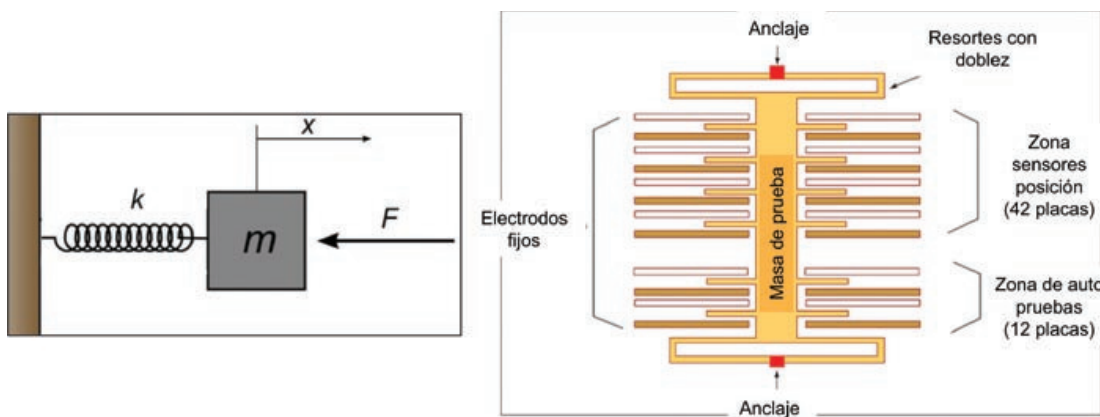 x
k
F
m
Anclaje
Resortes con
doblez
Electrodos
fijos
Masa de prueba
Zona
sensores
posición
(42 placas)
Zona de auto
pruebas
(12 placas)
Anclaje